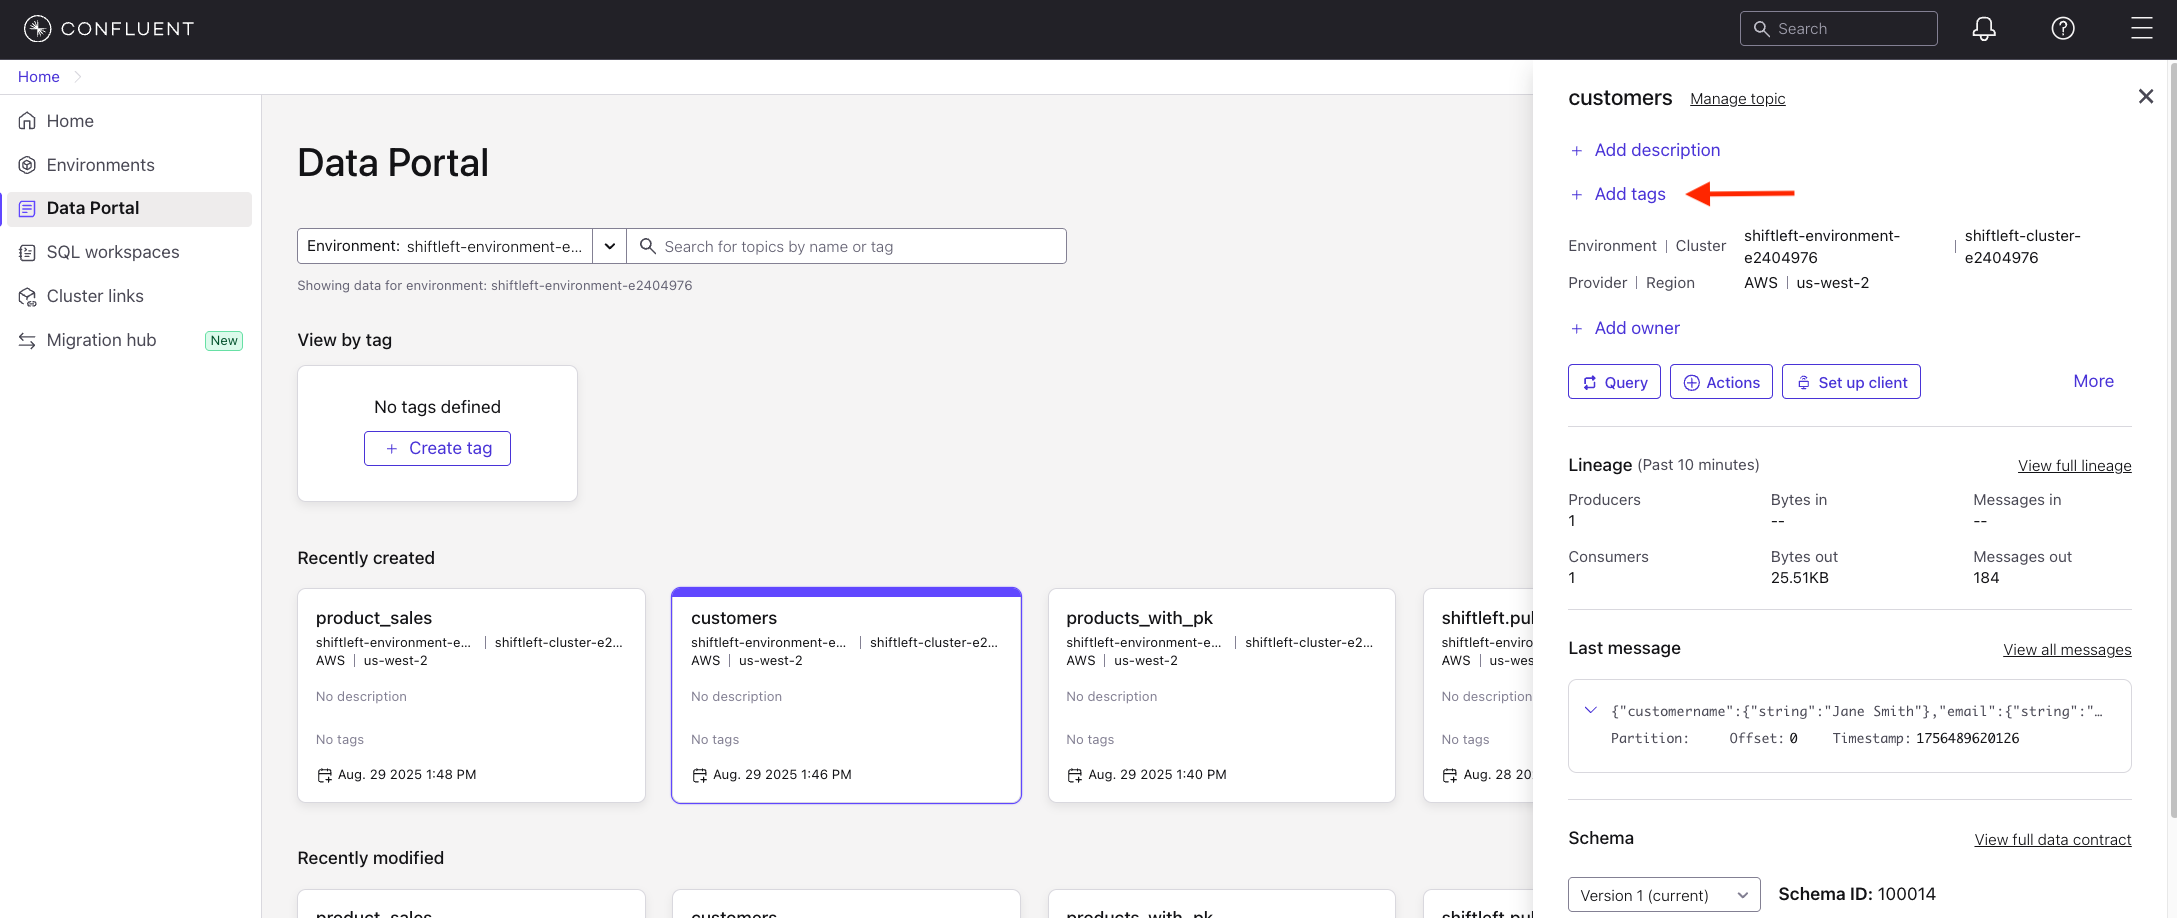 CONFLUENT
Search
Home
Home
Environments
Data Portal
SQL workspaces
Cluster links
Migration hub New
Data Portal
Environment: shiftleft-environment-e...
Search for topics by name or tag
Showing data for environment: shiftleft-environment-e2404976
View by tag
No tags defined
+ Create tag
Recently created
product_sales
shiftleft-environment-e... | shiftleft-cluster-e2...
AWS | us-west-2
No description
No tags
Aug. 29 2025 1:48 PM
customers
shiftleft-environment-e... | shiftleft-cluster-e2...
AWS | us-west-2
No description
No tags
Aug. 29 2025 1:46 PM
products_with_pk
shiftleft-environment-e... | shiftleft-cluster-e2...
AWS | us-west-2
No description
No tags
Aug. 29 2025 1:40 PM
shiftleft.pul
shiftleft-enviro
AWS | us-wes
No description
No tags
Aug. 28 20
Recently modified
product_sales
customers
products_with_pk
shiftleft.pul
customers Manage topic
+ Add description
+ Add tags
Environment | Cluster shiftleft-environment-e2404976 | shiftleft-cluster-e2404976
Provider | Region AWS | us-west-2
+ Add owner
Query
Actions
Set up client
More
Lineage (Past 10 minutes) View full lineage
Producers Bytes in Messages in
1 -- --
Consumers Bytes out Messages out
1 25.51KB 184
Last message View all messages
{"customername":{"string":"Jane Smith"},"email":{"string":"…
Partition: Offset: 0 Timestamp: 1756489620126
Schema View full data contract
Version 1 (current) Schema ID: 100014